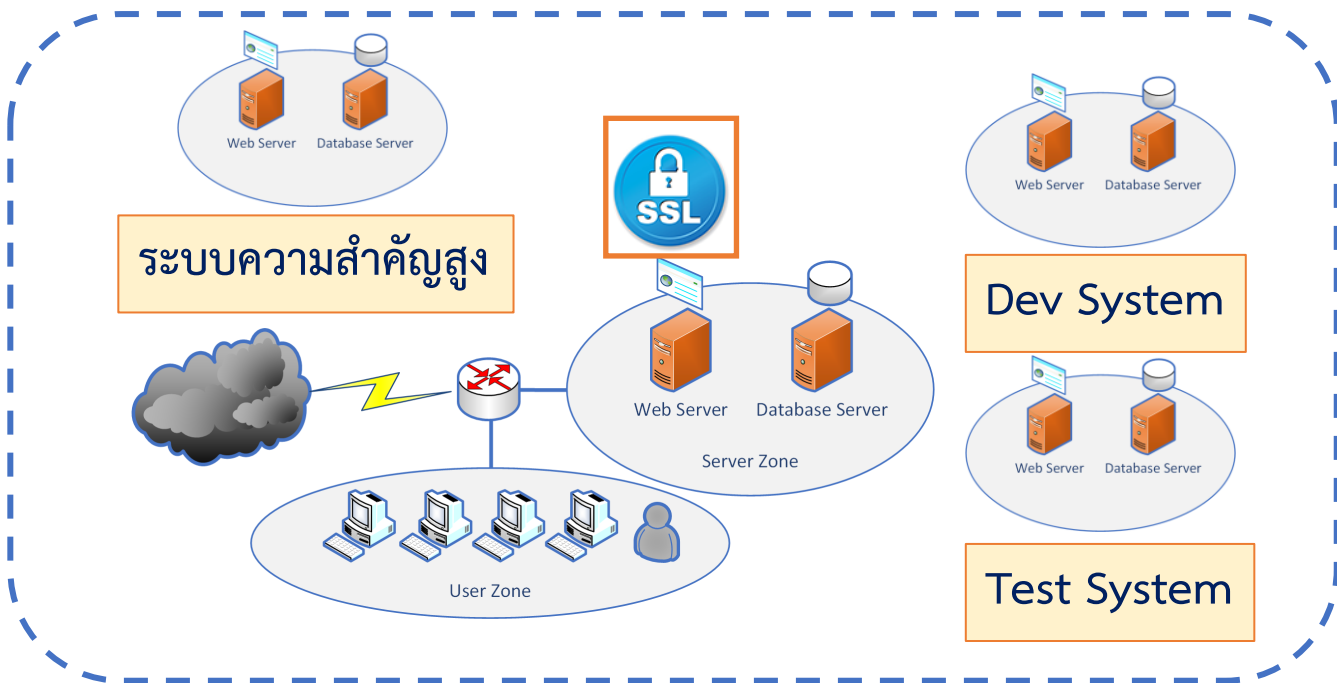 Web Server Database Server
ระบบความสำคัญสูง
SSL
Web Server Database Server
Server Zone
User Zone
Web Server Database Server
Dev System
Web Server Database Server
Test System